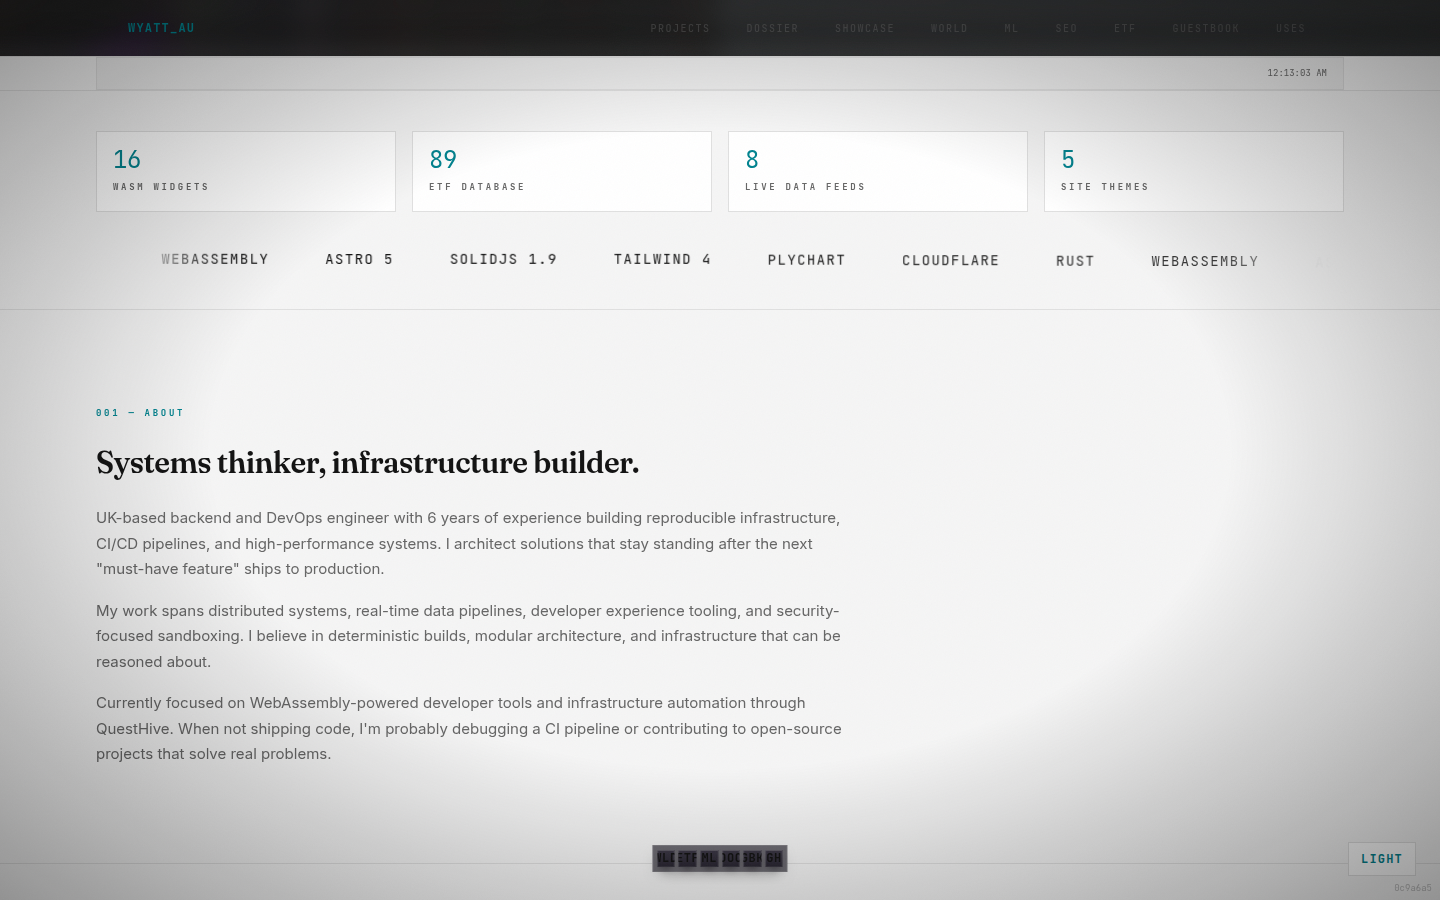 WYATT_AU
PROJECTS DOSSIER SHOWCASE WORLD ML SEO ETF GUESTBOOK USES
12:13:03 AM
16
WASM WIDGETS
89
ETF DATABASE
8
LIVE DATA FEEDS
5
SITE THEMES
WEBASSEMBLY ASTRO 5 SOLIDJS 1.9 TAILWIND 4 PLYCHART CLOUDFLARE RUST WEBASSEMBLY
001 — ABOUT
Systems thinker, infrastructure builder.
UK-based backend and DevOps engineer with 6 years of experience building reproducible infrastructure,
CI/CD pipelines, and high-performance systems. I architect solutions that stay standing after the next
"must-have feature" ships to production.
My work spans distributed systems, real-time data pipelines, developer experience tooling, and security-
focused sandboxing. I believe in deterministic builds, modular architecture, and infrastructure that can be
reasoned about.
Currently focused on WebAssembly-powered developer tools and infrastructure automation through
QuestHive. When not shipping code, I'm probably debugging a CI pipeline or contributing to open-source
projects that solve real problems.
ML GH
LIGHT
0c9a6a5